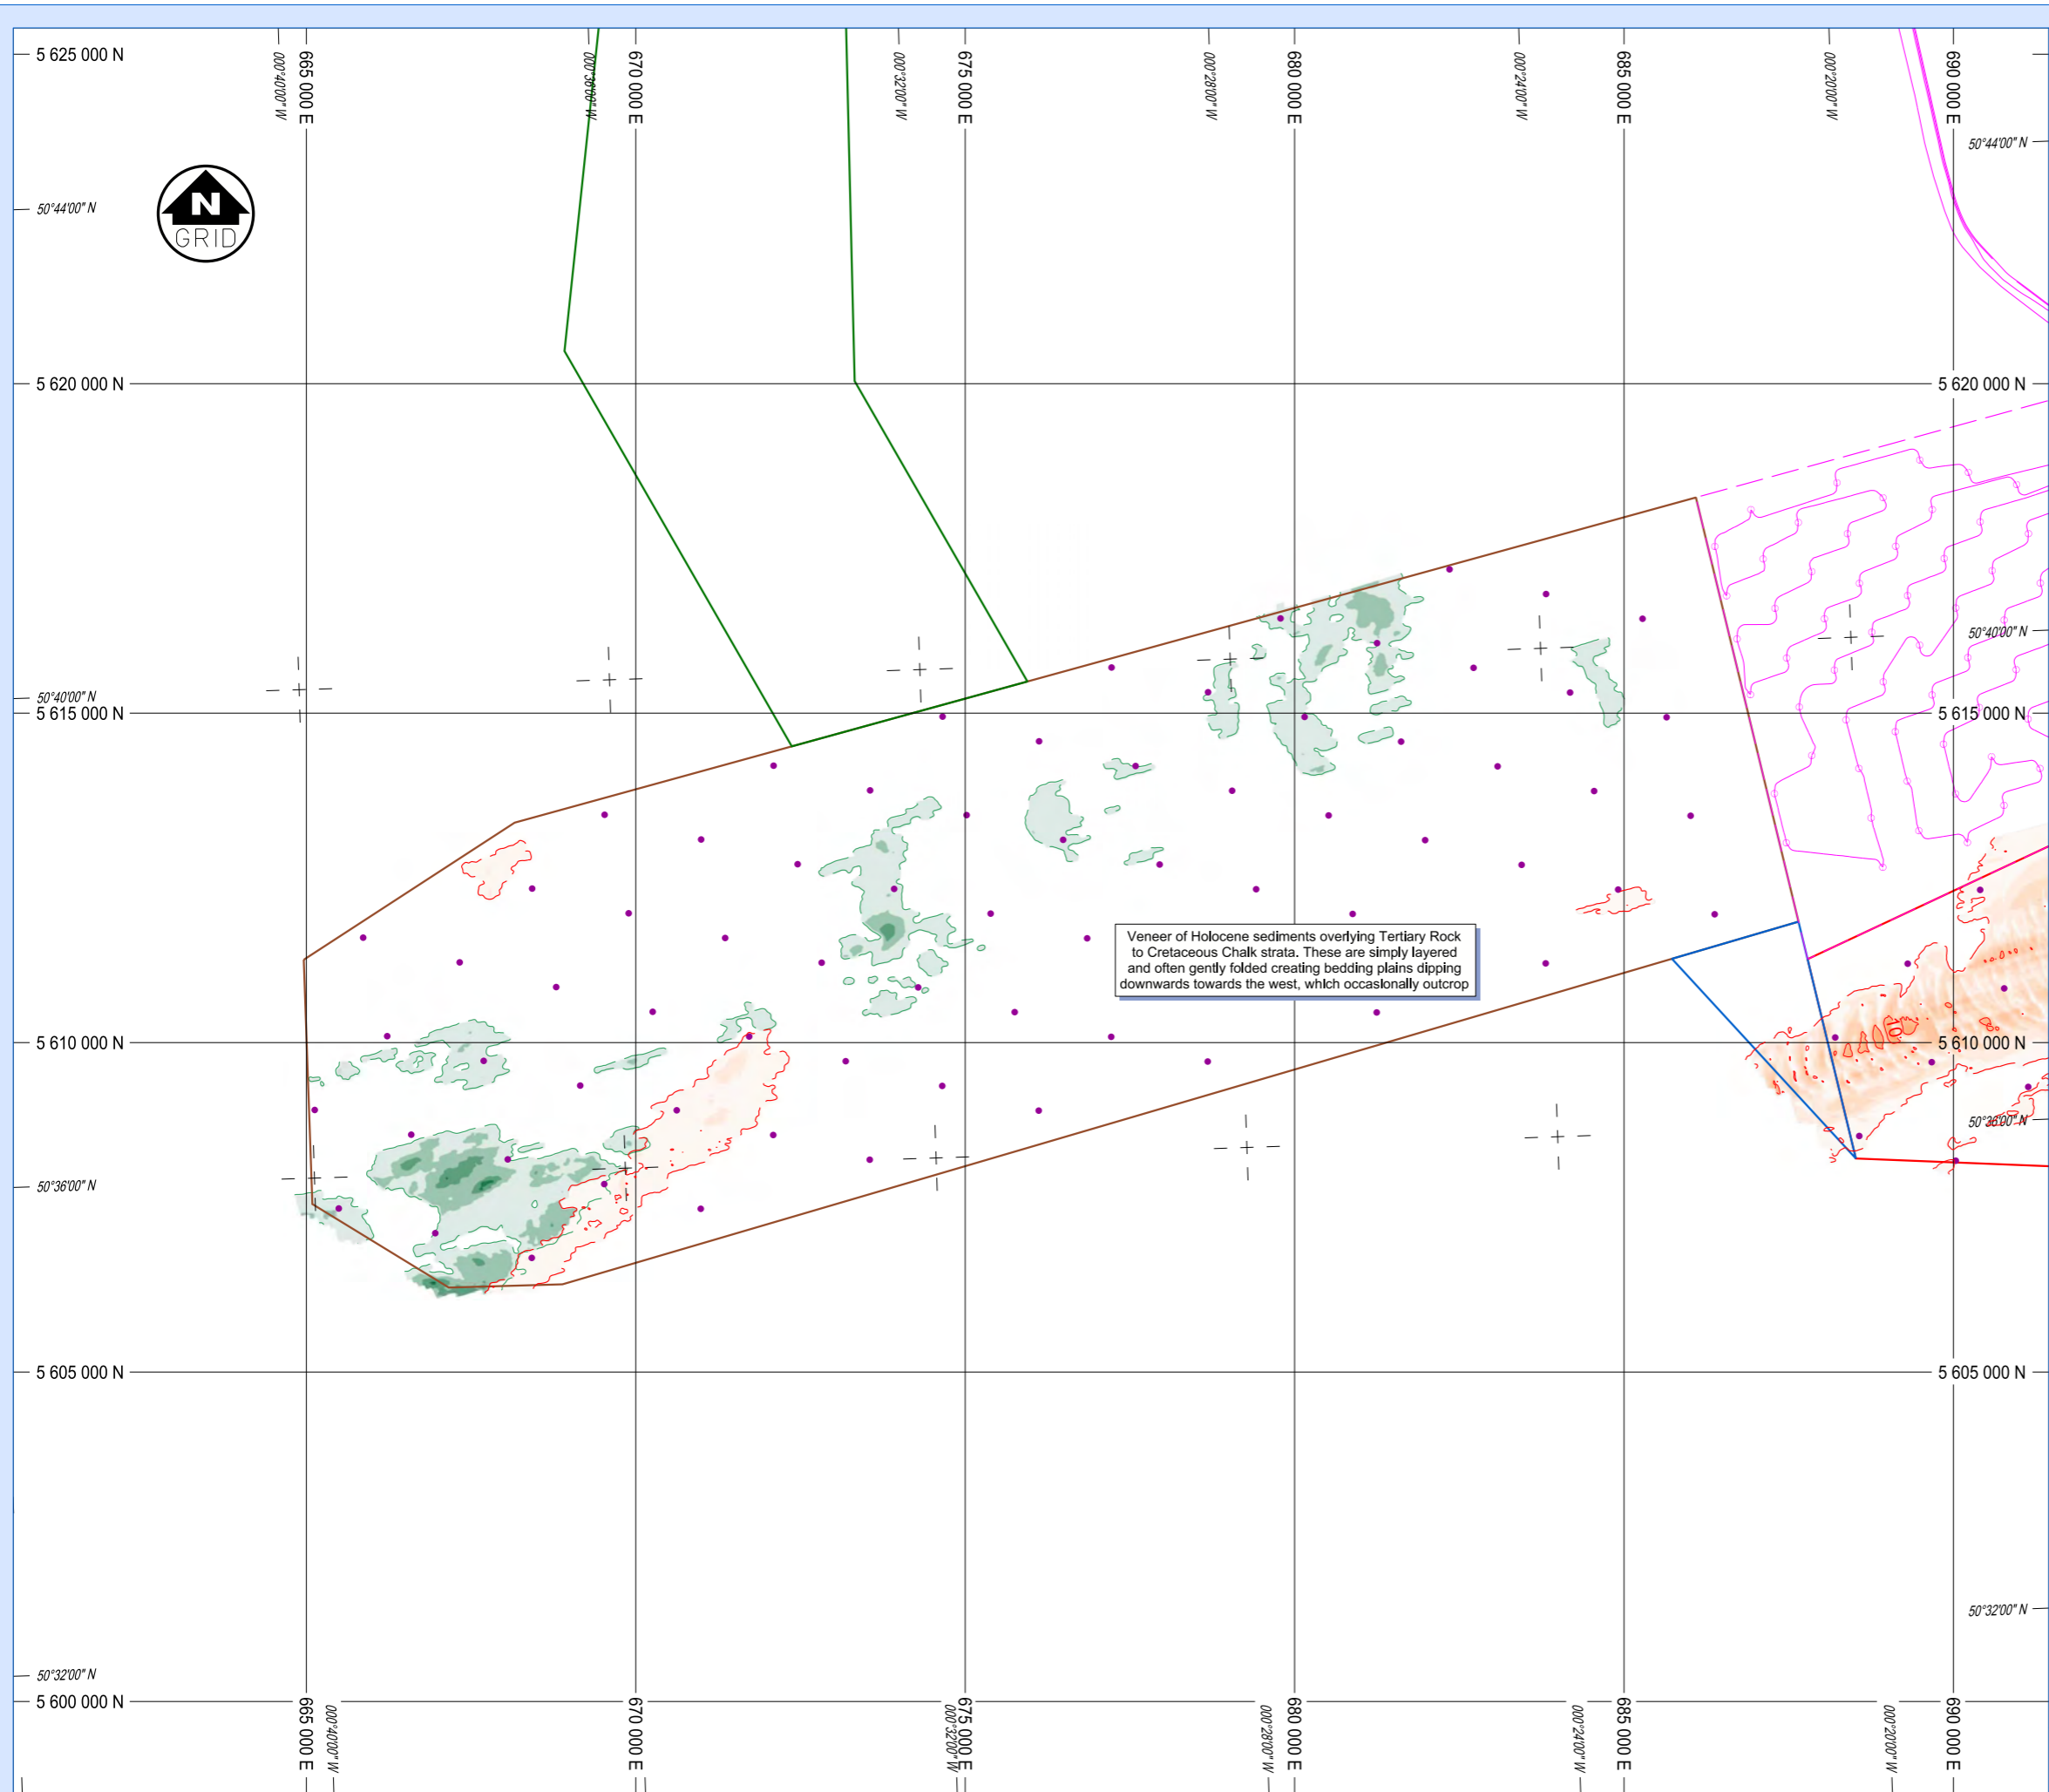 5 625 000 N
000°40'00" W
665 000 E
000°36'00" W
670 000 E
000°32'00" W
675 000 E
000°28'00" W
680 000 E
000°24'00" W
685 000 E
000°20'00" W
690 000 E
50°44'00" N
50°44'00" N
N
GRID
5 620 000 N
5 620 000 N
50°40'00" N
50°40'00" N
5 615 000 N
5 615 000 N
Veneer of Holocene sediments overlying Tertiary Rock
to Cretaceous Chalk strata. These are simply layered
and often gently folded creating bedding plains dipping
downwards towards the west, which occasionally outcrop
10
5 610 000 N
5 610 000 N
50°36'00" N
50°36'00" N
5 605 000 N
5 605 000 N
50°32'00" N
50°32'00" N
5 600 000 N
665 000 E
000°40'00" W
670 000 E
000°32'00" W
675 000 E
000°28'00" W
680 000 E
000°24'00" W
685 000 E
000°20'00" W
690 000 E